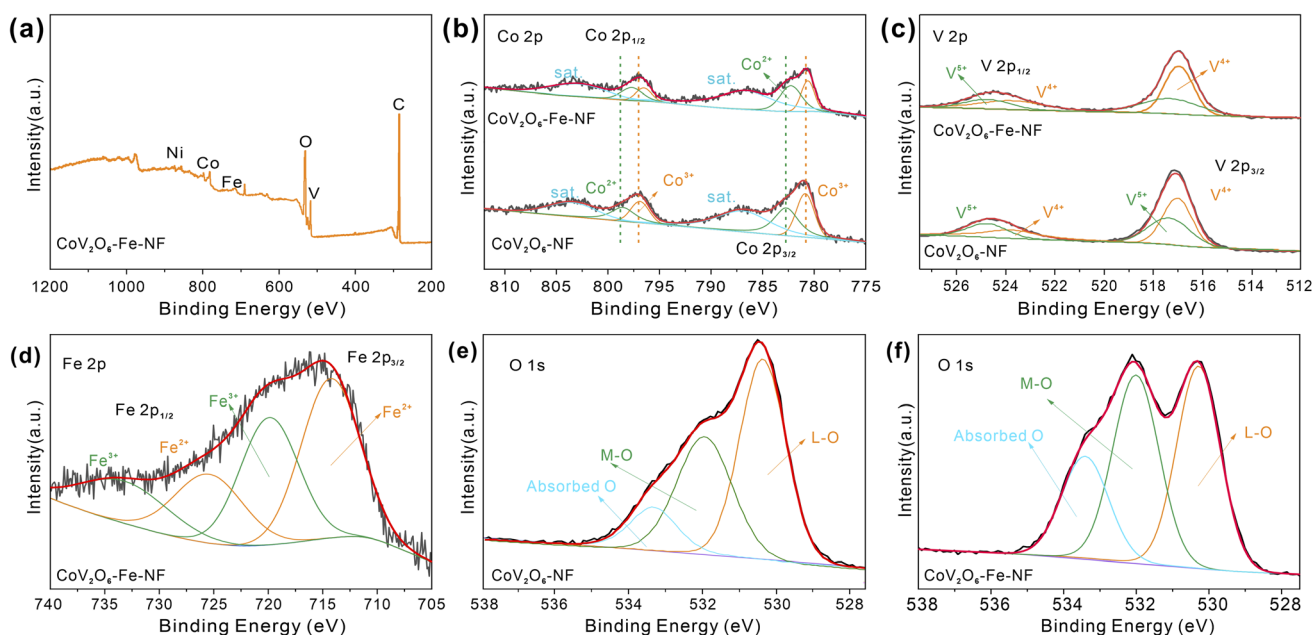 (a)
Intensity(a.u.)
Ni
Co
Fe
O
V
C
CoV₂O₆-Fe-NF
1200 1000 800 600 400 200
Binding Energy (eV)
(b)
Intensity(a.u.)
Co 2p
Co 2p₁/₂
sat.
sat.
Co²⁺
CoV₂O₆-Fe-NF
sat.
Co²⁺
Co³⁺
sat.
Co³⁺
CoV₂O₆-NF
Co 2p₃/₂
810 805 800 795 790 785 780 775
Binding Energy (eV)
(c)
Intensity(a.u.)
V 2p
V⁵⁺
V 2p₁/₂
V⁴⁺
V⁴⁺
CoV₂O₆-Fe-NF
V 2p₃/₂
V⁵⁺
V⁴⁺
V⁵⁺
V⁴⁺
CoV₂O₆-NF
526 524 522 520 518 516 514 512
Binding Energy (eV)
(d)
Intensity(a.u.)
Fe 2p
Fe 2p₃/₂
Fe³⁺
Fe 2p₁/₂
Fe²⁺
Fe²⁺
Fe³⁺
CoV₂O₆-Fe-NF
740 735 730 725 720 715 710 705
Binding Energy (eV)
(e)
Intensity(a.u.)
O 1s
L-O
M-O
Absorbed O
CoV₂O₆-NF
538 536 534 532 530 528
Binding Energy (eV)
(f)
Intensity(a.u.)
O 1s
M-O
L-O
Absorbed O
CoV₂O₆-Fe-NF
538 536 534 532 530 528
Binding Energy (eV)